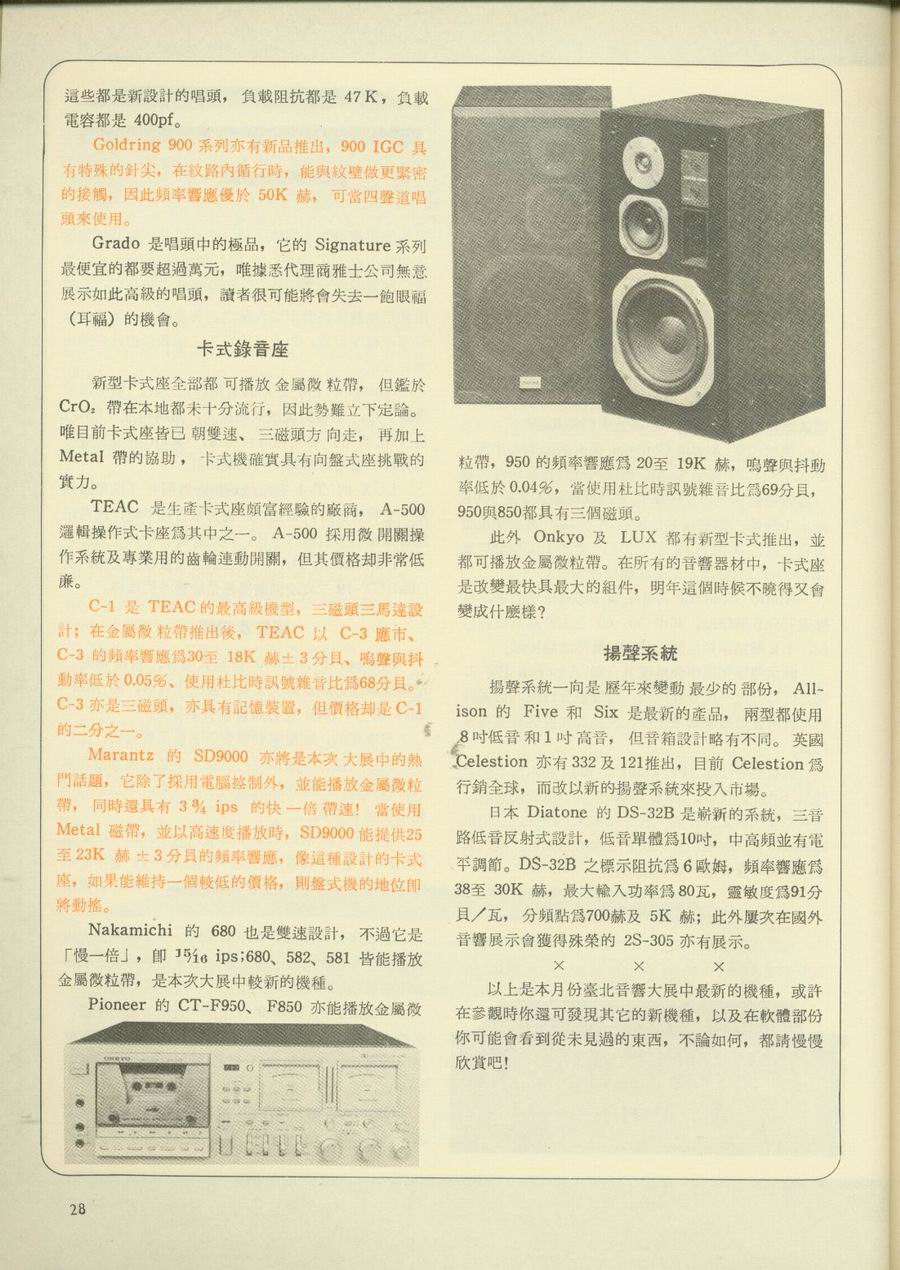 這些都是新設計的唱頭，負載阻抗都是 47K，負載
電容都是 400pf。
Goldring 900 系列亦有新品推出，900 IGC 具
有特殊的針尖，在紋路內循行時，能與紋壁做更緊密
的接觸，因此頻率響應優於 50K 赫，可當四聲道唱
頭來使用。
Grado 是唱頭中的極品，它的 Signature 系列
最便宜的都要超過萬元，唯據悉代理商雅士公司無意
展示如此高級的唱頭，讀者很可能將會失去一飽眼福
（耳福）的機會。
卡式錄音座
新型卡式座全部都可播放金屬微粒帶，但鑑於
CrO₂ 帶在本地都未十分流行，因此勢難立下定論。
唯目前卡式座皆已朝雙速、三磁頭方向走，再加上
Metal 帶的協助，卡式機確實具有向盤式座挑戰的
實力。
TEAC 是生產卡式座頗富經驗的廠商，A-500
邏輯操作式卡座爲其中之一。A-500 採用微開關操
作系統及專業用的齒輪連動開關，但其價格却非常低
廉。
C-1 是 TEAC 的最高級機型，三磁頭三馬達設
計；在金屬微粒帶推出後，TEAC 以 C-3 應市、
C-3 的頻率響應爲30至 18K 赫±3分貝、鳴聲與抖
動率低於 0.05%、使用杜比時訊號雜音比爲68分貝。
C-3 亦是三磁頭，亦具有記憶裝置，但價格却是 C-1
的二分之一。
Marantz 的 SD9000 亦將是本次大展中的熱
門話題，它除了採用電腦控制外，並能播放金屬微粒
帶，同時還具有 3¾ ips 的快一倍帶速！當使用
Metal 磁帶，並以高速度播放時，SD9000 能提供25
至 23K 赫 ±3分貝的頻率響應，像這種設計的卡式
座，如果能維持一個較低的價格，則盤式機的地位卽
將動搖。
Nakamichi 的 680 也是雙速設計，不過它是
「慢一倍」，卽 15⁄16 ips;680、582、581 皆能播放
金屬微粒帶，是本次大展中較新的機種。
Pioneer 的 CT-F950、F850 亦能播放金屬微
ONKYO
粒帶，950 的頻率響應爲 20至 19K 赫，鳴聲與抖動
率低於 0.04%，當使用杜比時訊號雜音比爲69分貝，
950與850都具有三個磁頭。
此外 Onkyo 及 LUX 都有新型卡式推出，並
都可播放金屬微粒帶。在所有的音響器材中，卡式座
是改變最快具最大的組件，明年這個時候不曉得又會
變成什麽樣？
揚聲系統
揚聲系統一向是歷年來變動最少的部份，All-
ison 的 Five 和 Six 是最新的產品，兩型都使用
8吋低音和1吋高音，但音箱設計略有不同。英國
Celestion 亦有 332 及 121推出，目前 Celestion 爲
行銷全球，而改以新的揚聲系統來投入市場。
日本 Diatone 的 DS-32B 是嶄新的系統，三音
路低音反射式設計，低音單體爲10吋，中高頻並有電
平調節。DS-32B 之標示阻抗爲6歐姆，頻率響應爲
38至 30K 赫，最大輸入功率爲80瓦，靈敏度爲91分
貝／瓦，分頻點爲700赫及 5K 赫；此外屢次在國外
音響展示會獲得殊榮的 2S-305 亦有展示。
× × ×
以上是本月份臺北音響大展中最新的機種，或許
在參觀時你還可發現其它的新機種，以及在軟體部份
你可能會看到從未見過的東西，不論如何，都請慢慢
欣賞吧！
28